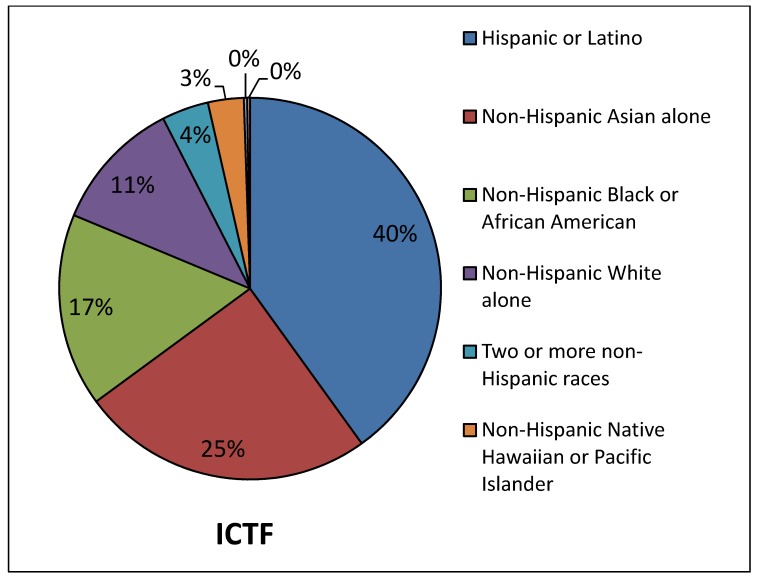 0%
3%
0%
4%
11%
40%
17%
25%
ICTF
Hispanic or Latino
Non-Hispanic Asian alone
Non-Hispanic Black or
African American
Non-Hispanic White
alone
Two or more non-
Hispanic races
Non-Hispanic Native
Hawaiian or Pacific
Islander